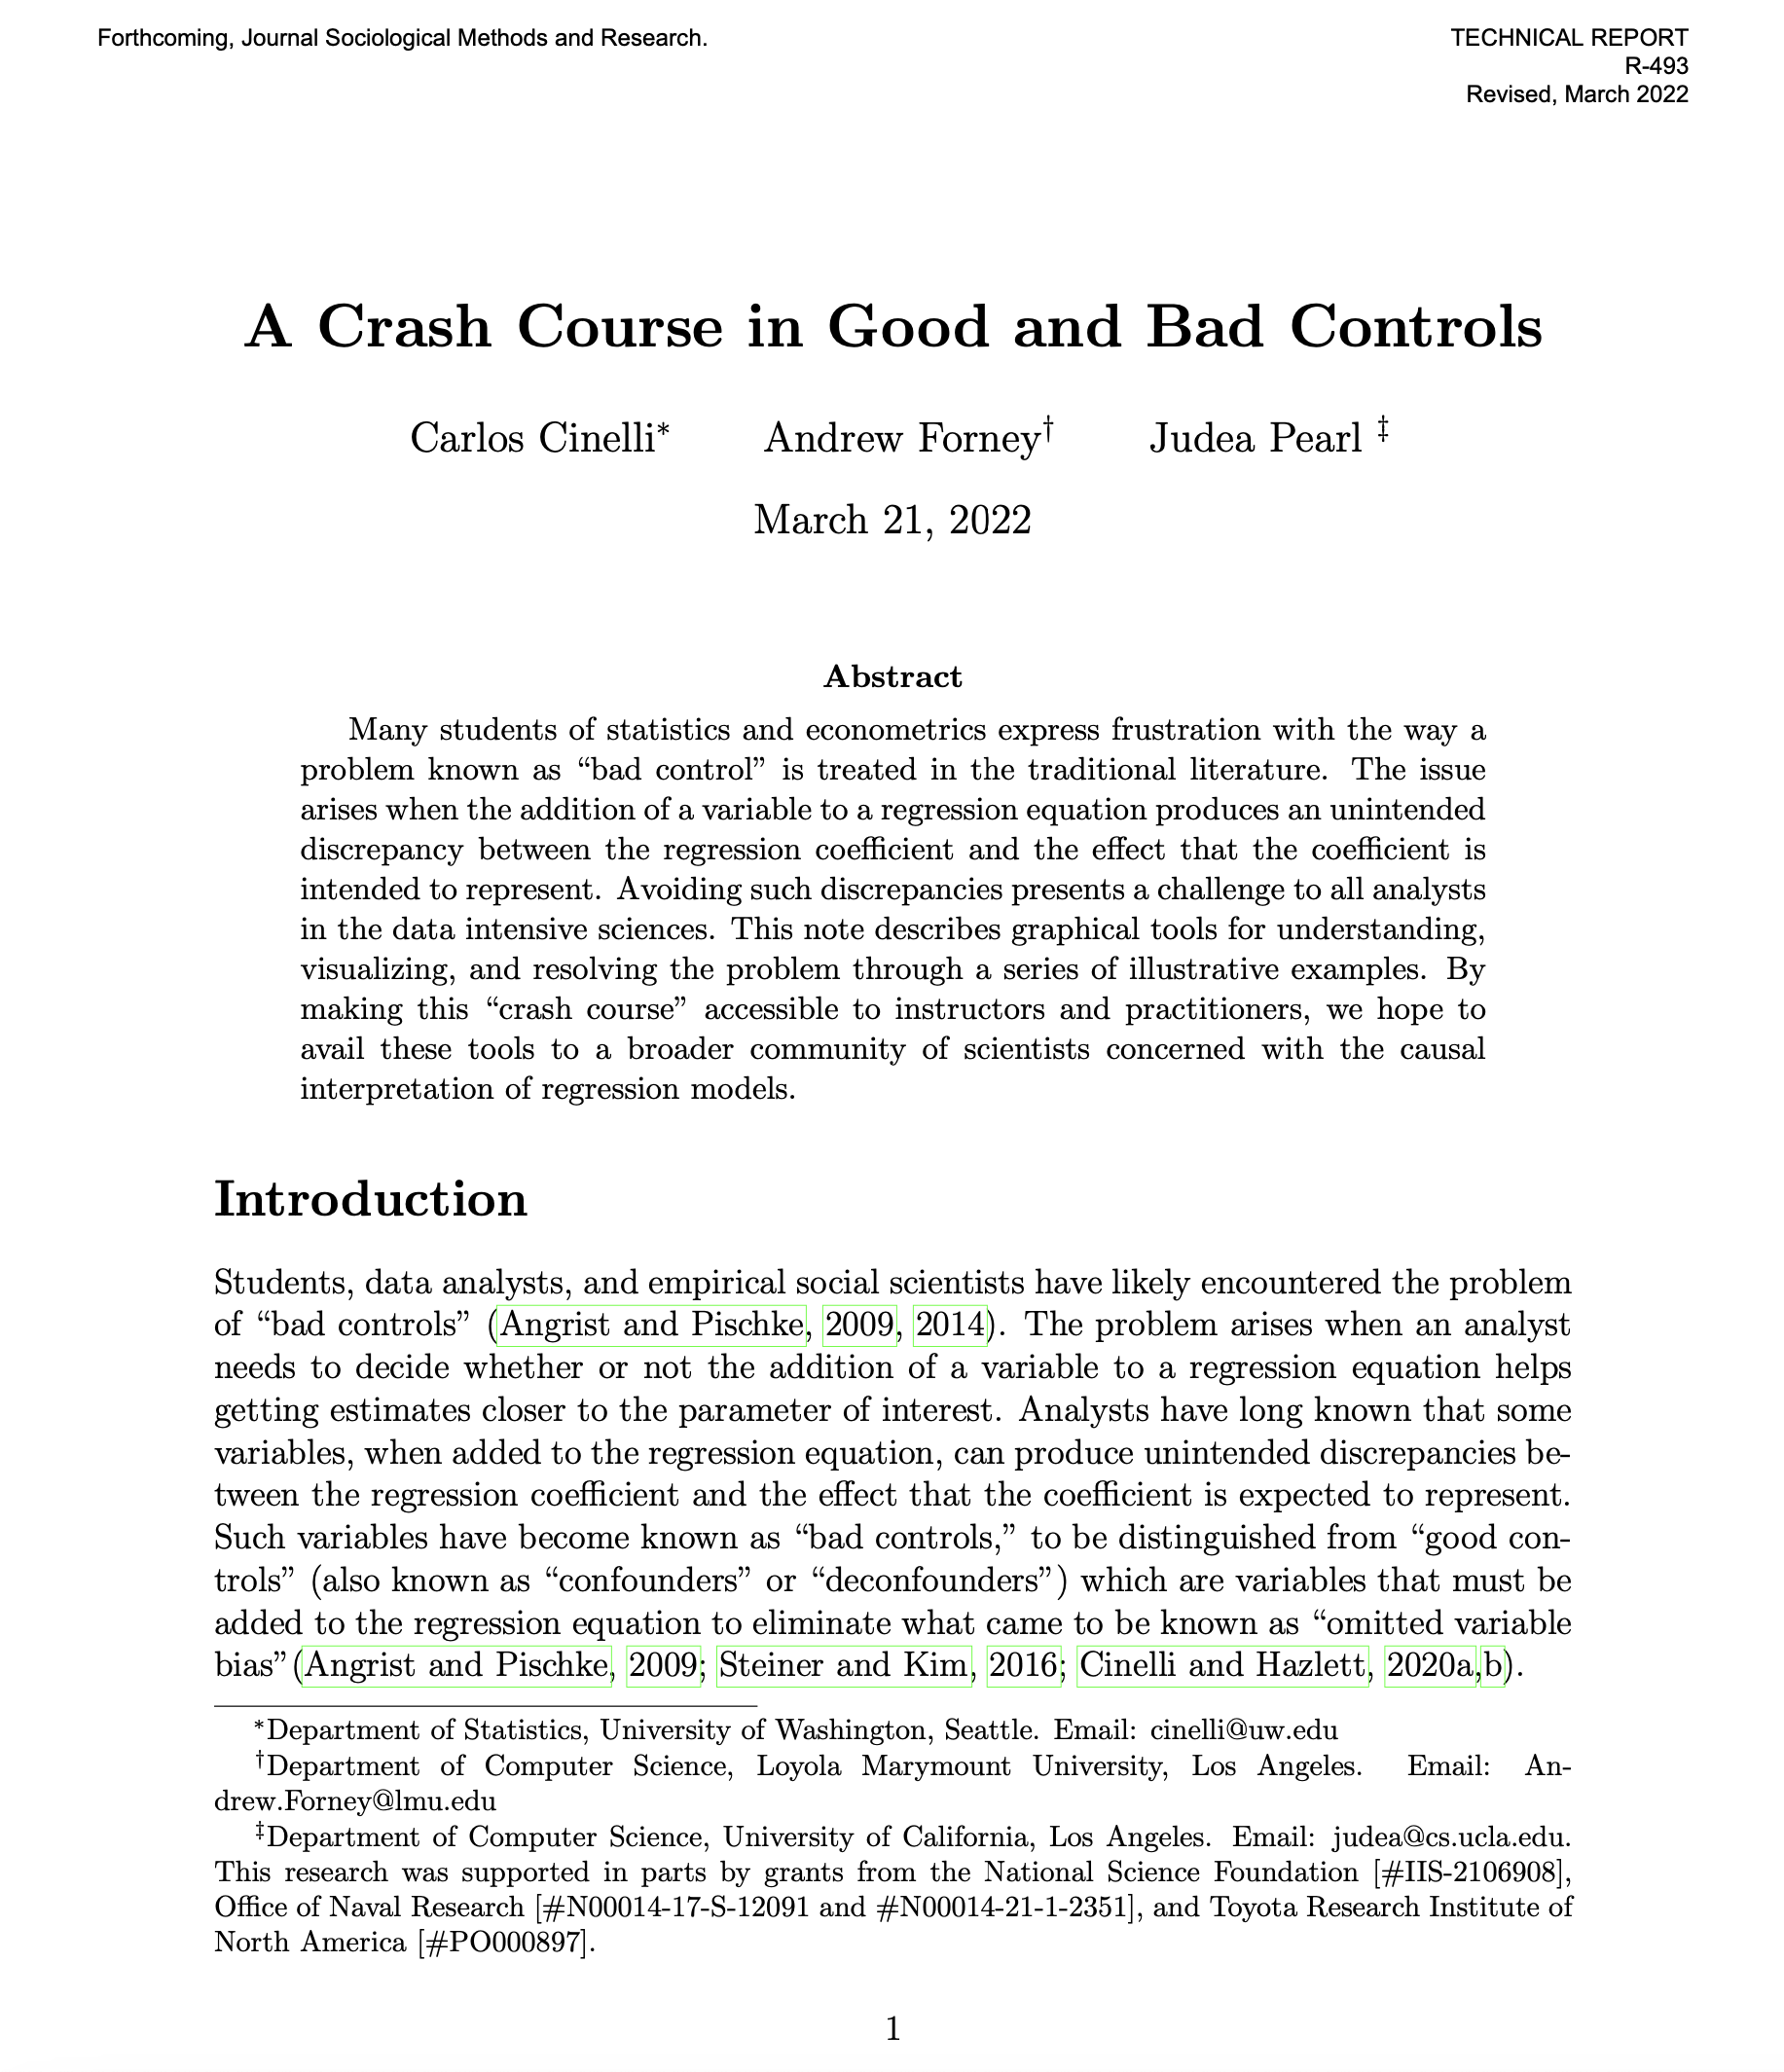 Forthcoming, Journal Sociological Methods and Research.
TECHNICAL REPORT
R-493
Revised, March 2022
A Crash Course in Good and Bad Controls
Carlos Cinelli* Andrew Forney† Judea Pearl ‡
March 21, 2022
Abstract
Many students of statistics and econometrics express frustration with the way a
problem known as “bad control” is treated in the traditional literature. The issue
arises when the addition of a variable to a regression equation produces an unintended
discrepancy between the regression coefficient and the effect that the coefficient is
intended to represent. Avoiding such discrepancies presents a challenge to all analysts
in the data intensive sciences. This note describes graphical tools for understanding,
visualizing, and resolving the problem through a series of illustrative examples. By
making this “crash course” accessible to instructors and practitioners, we hope to
avail these tools to a broader community of scientists concerned with the causal
interpretation of regression models.
Introduction
Students, data analysts, and empirical social scientists have likely encountered the problem
of “bad controls” (Angrist and Pischke, 2009, 2014). The problem arises when an analyst
needs to decide whether or not the addition of a variable to a regression equation helps
getting estimates closer to the parameter of interest. Analysts have long known that some
variables, when added to the regression equation, can produce unintended discrepancies be-
tween the regression coefficient and the effect that the coefficient is expected to represent.
Such variables have become known as “bad controls,” to be distinguished from “good con-
trols” (also known as “confounders” or “deconfounders”) which are variables that must be
added to the regression equation to eliminate what came to be known as “omitted variable
bias” (Angrist and Pischke, 2009; Steiner and Kim, 2016; Cinelli and Hazlett, 2020a,b).
*Department of Statistics, University of Washington, Seattle. Email: cinelli@uw.edu
†Department of Computer Science, Loyola Marymount University, Los Angeles. Email: An-
drew.Forney@lmu.edu
‡Department of Computer Science, University of California, Los Angeles. Email: judea@cs.ucla.edu.
This research was supported in parts by grants from the National Science Foundation [#IIS-2106908],
Office of Naval Research [#N00014-17-S-12091 and #N00014-21-1-2351], and Toyota Research Institute of
North America [#PO000897].
1